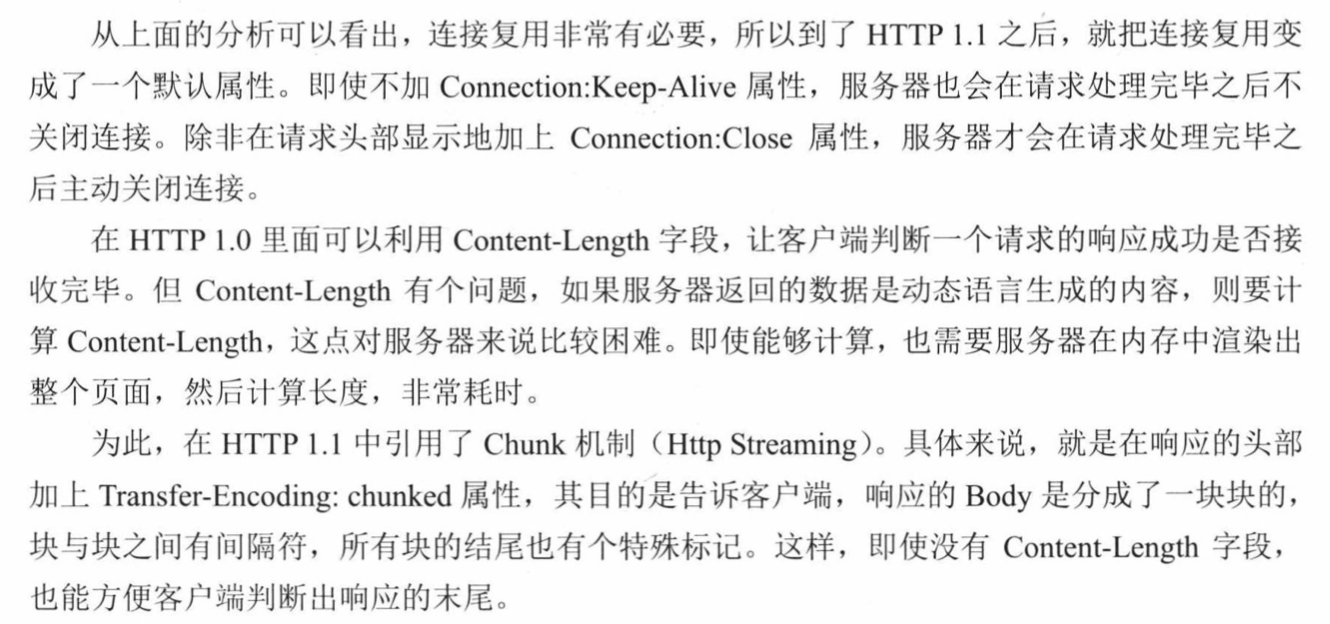 从上面的分析可以看出，连接复用非常有必要，所以到了 HTTP 1.1 之后，就把连接复用变
成了一个默认属性。即使不加 Connection:Keep-Alive 属性，服务器也会在请求处理完毕之后不
关闭连接。除非在请求头部显示地加上 Connection:Close 属性，服务器才会在请求处理完毕之
后主动关闭连接。
在 HTTP 1.0 里面可以利用 Content-Length 字段，让客户端判断一个请求的响应成功是否接
收完毕。但 Content-Length 有个问题，如果服务器返回的数据是动态语言生成的内容，则要计
算 Content-Length，这点对服务器来说比较困难。即使能够计算，也需要服务器在内存中渲染出
整个页面，然后计算长度，非常耗时。
为此，在 HTTP 1.1 中引用了 Chunk 机制（Http Streaming）。具体来说，就是在响应的头部
加上 Transfer-Encoding: chunked 属性，其目的是告诉客户端，响应的 Body 是分成了一块块的，
块与块之间有间隔符，所有块的结尾也有个特殊标记。这样，即使没有 Content-Length 字段，
也能方便客户端判断出响应的末尾。